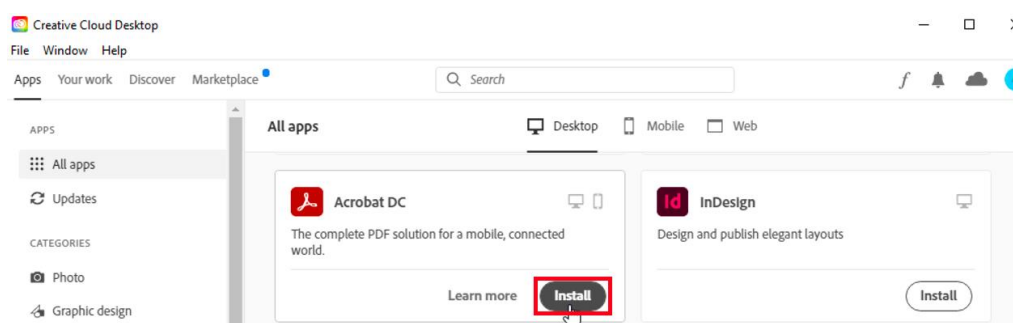 Creative Cloud Desktop
File Window Help
Apps Your work Discover Marketplace Search f
APPS
All apps
Updates
CATEGORIES
Photo
Graphic design
All apps Desktop Mobile Web
Acrobat DC
The complete PDF solution for a mobile, connected
world.
Learn more Install
Id InDesign
Design and publish elegant layouts
Install